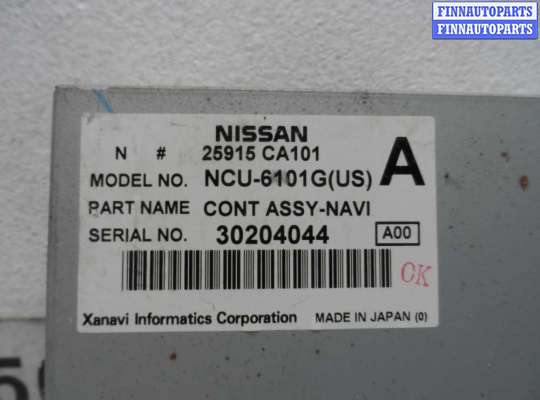 FINNAUTOPARTS
FINNAUTOPARTS
NISSAN
N # 25915 CA101
A
MODEL NO. NCU-6101G(US)
PART NAME CONT ASSY-NAVI
SERIAL NO. 30204044 A00
OK
Xanavi Informatics Corporation MADE IN JAPAN (0)